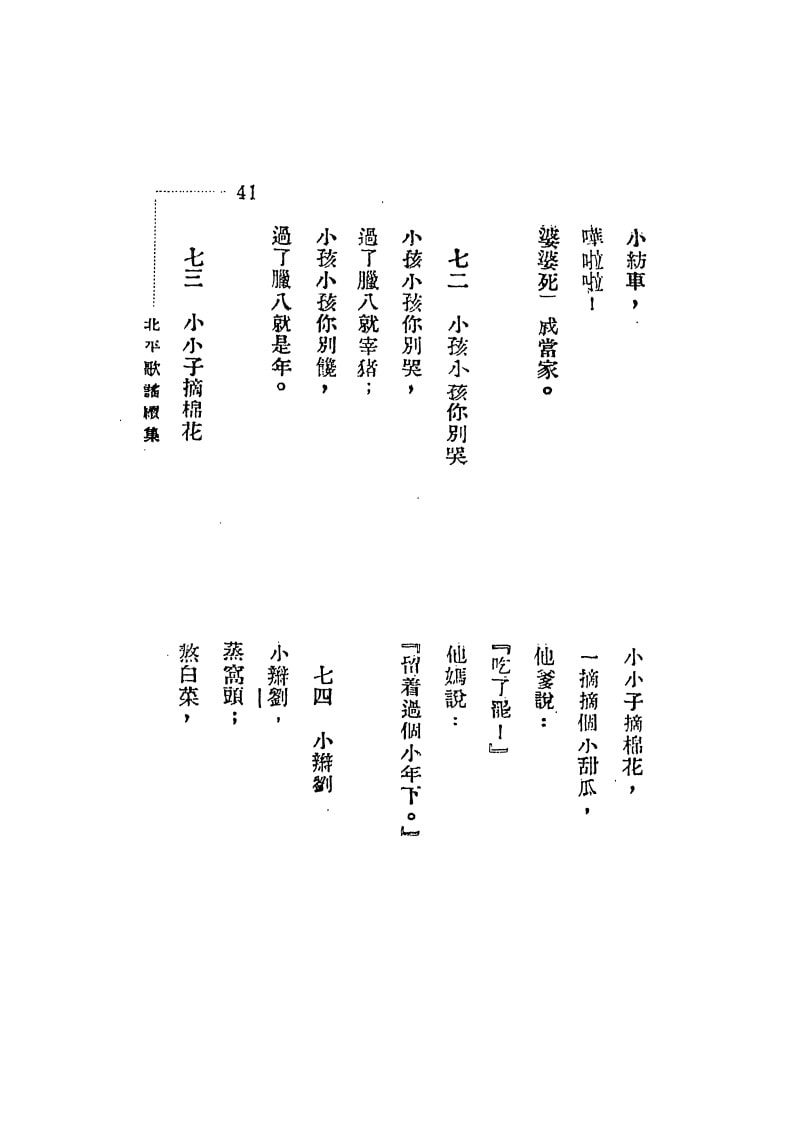 41
北平歌謠續集
小紡車，
嘩啦啦！
婆婆死當家。
七二　小孩小孩你別哭
小孩小孩你別哭，
過了臘八就宰猪；
小孩小孩你別饞，
過了臘八就是年。
七三　小小子摘棉花
小小子摘棉花，
一摘摘個小甜瓜，
他爹說：
『吃了罷！』
他媽說：
『留着過個小年下。』
七四　小辮劉
小辮劉，
蒸窩頭；
熬白菜，